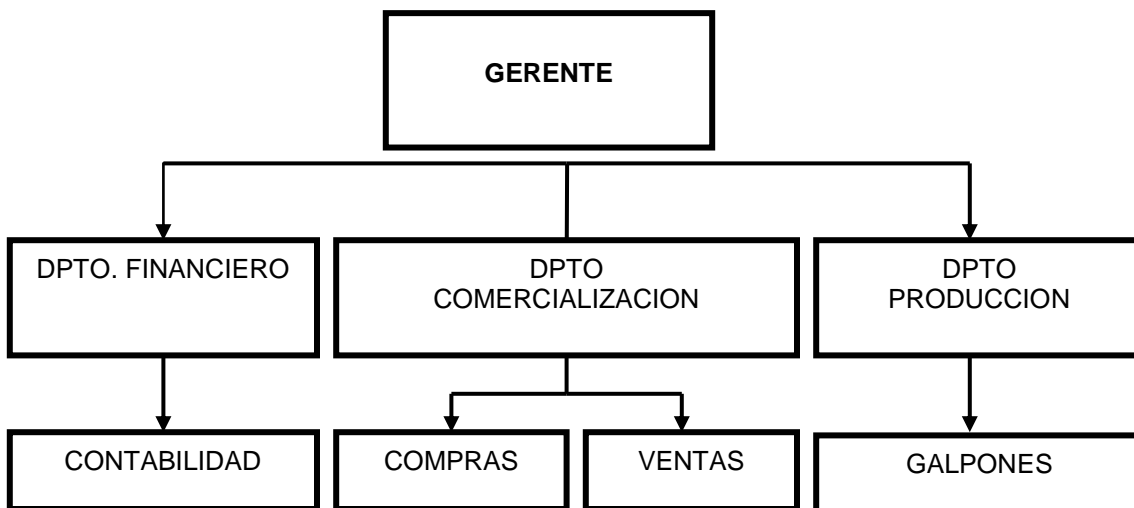 GERENTE
DPTO. FINANCIERO
DPTO
COMERCIALIZACION
DPTO
PRODUCCION
CONTABILIDAD
COMPRAS
VENTAS
GALPONES